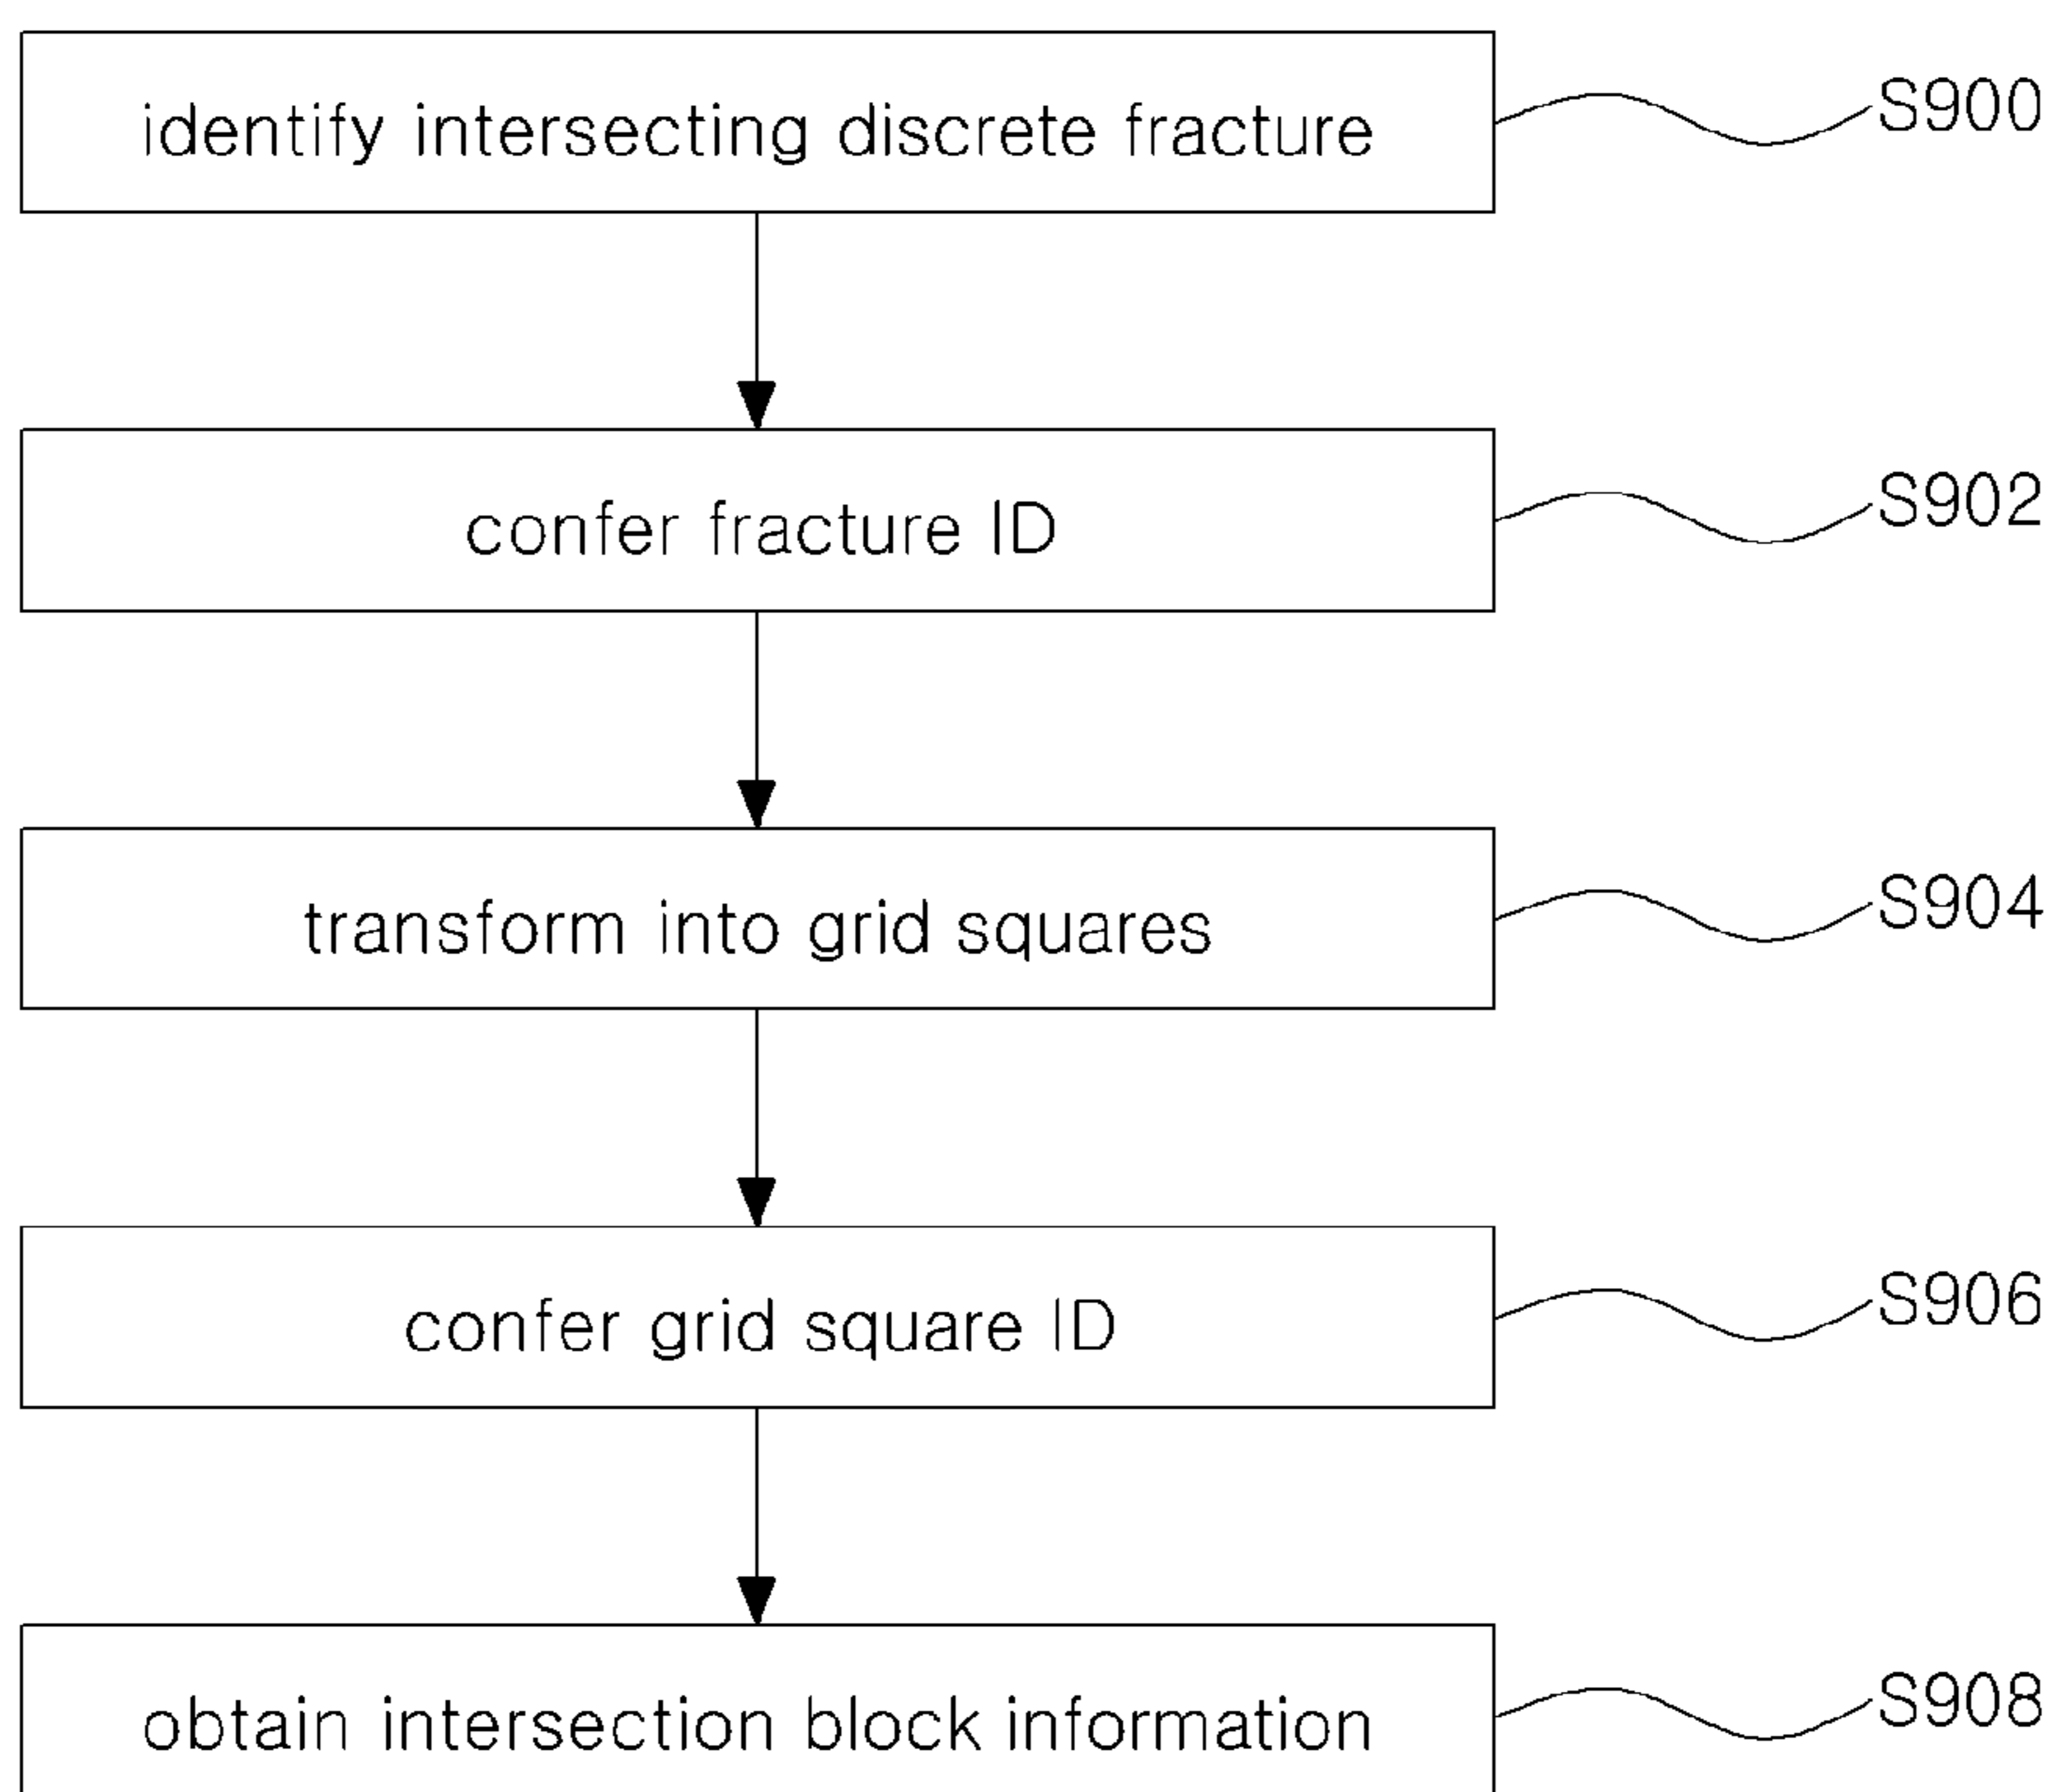 identify intersecting discrete fracture S900
confer fracture ID S902
transform into grid squares S904
confer grid square ID S906
obtain intersection block information S908